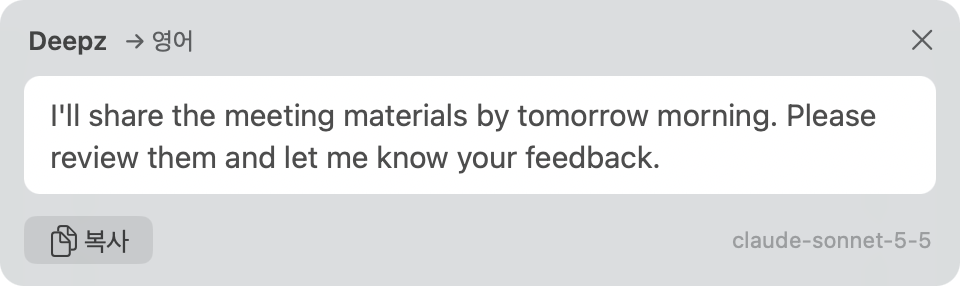 Deepz → 영어
I'll share the meeting materials by tomorrow morning. Please
review them and let me know your feedback.
복사
claude-sonnet-5-5